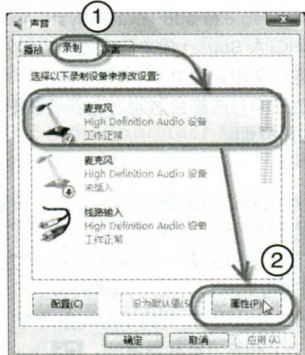 ①
声音
播放 录制
选择以下录制设备来修改设置:
麦克风
High Definition Audio 设备
工作正常
麦克风
High Definition Audio 设备
未插入
线路输入
High Definition Audio 设备
工作正常
②
配置(C) 设为默认值(S) 属性(P)
确定 取消 应用(A)